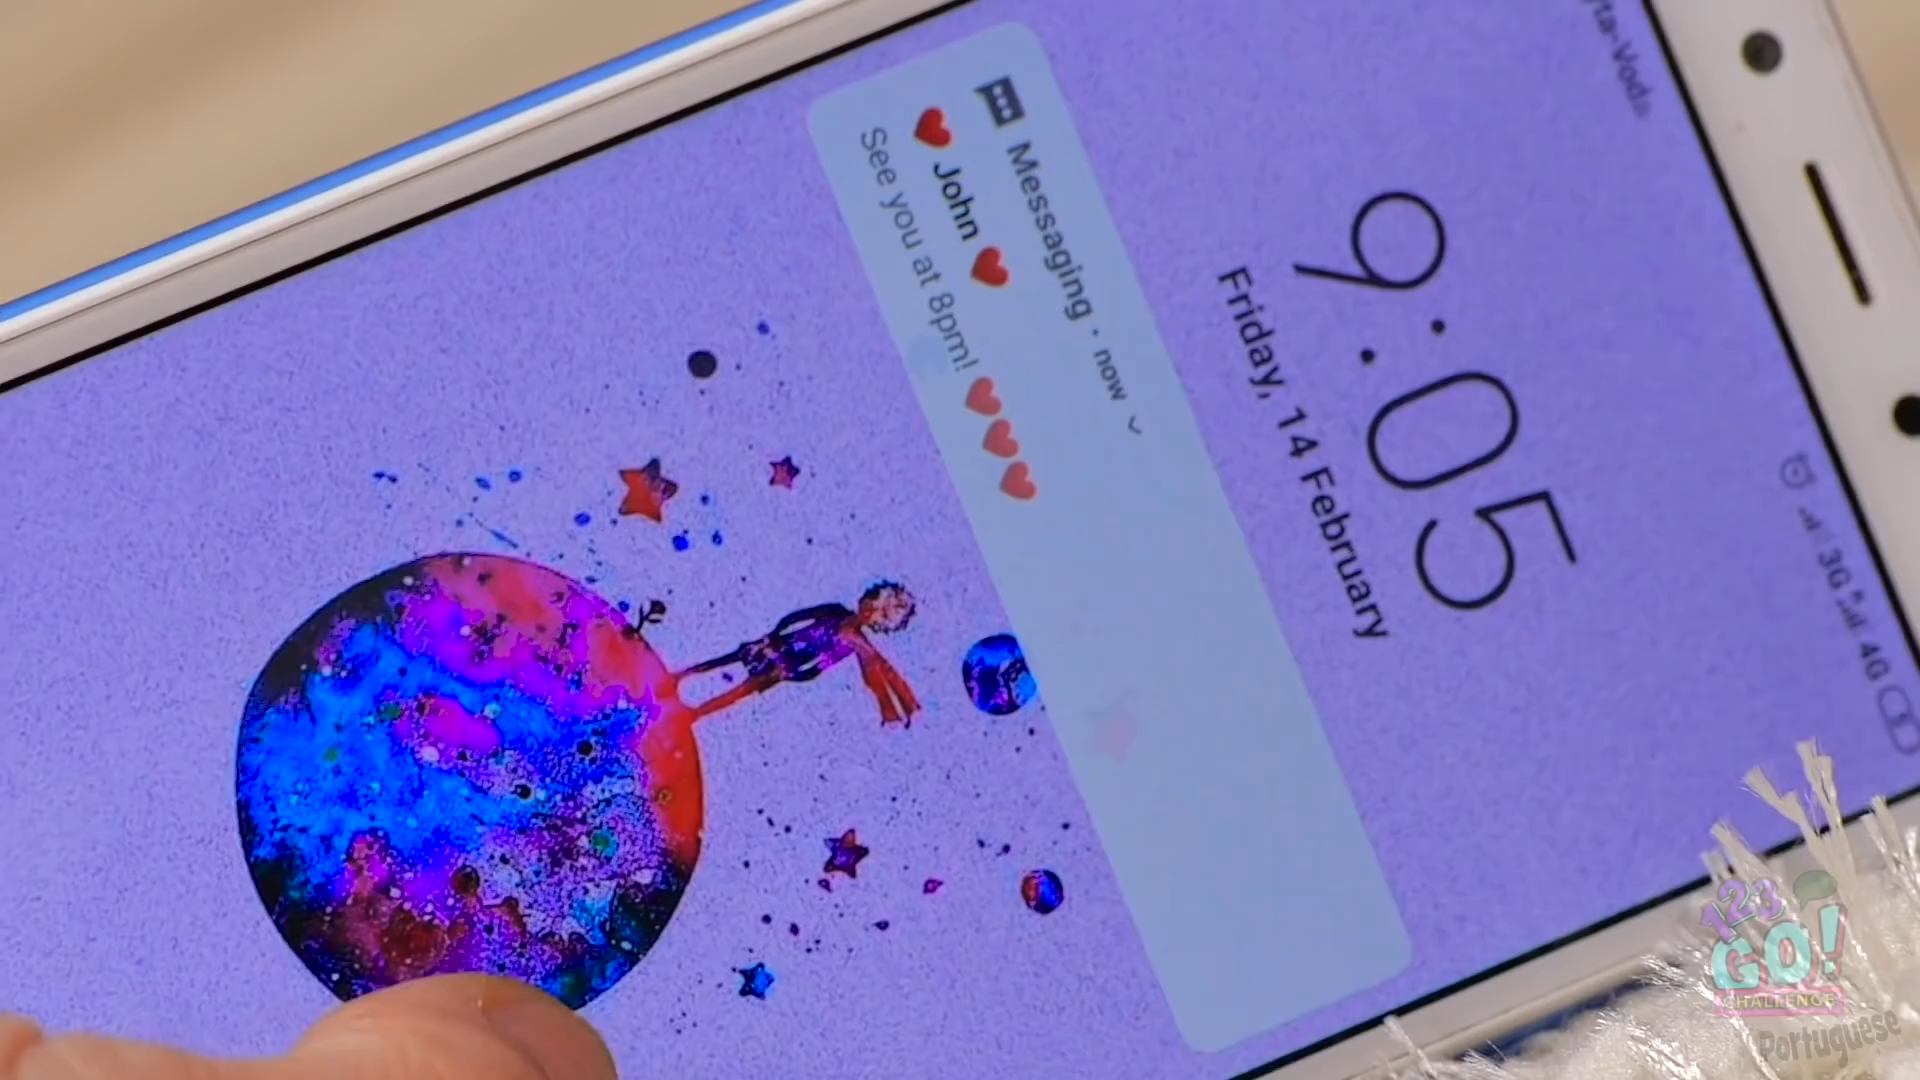 3G 4G
9:05
Friday, 14 February
Messaging • now
John
See you at 8pm!
123
GO!
CHALLENGE
Portuguese